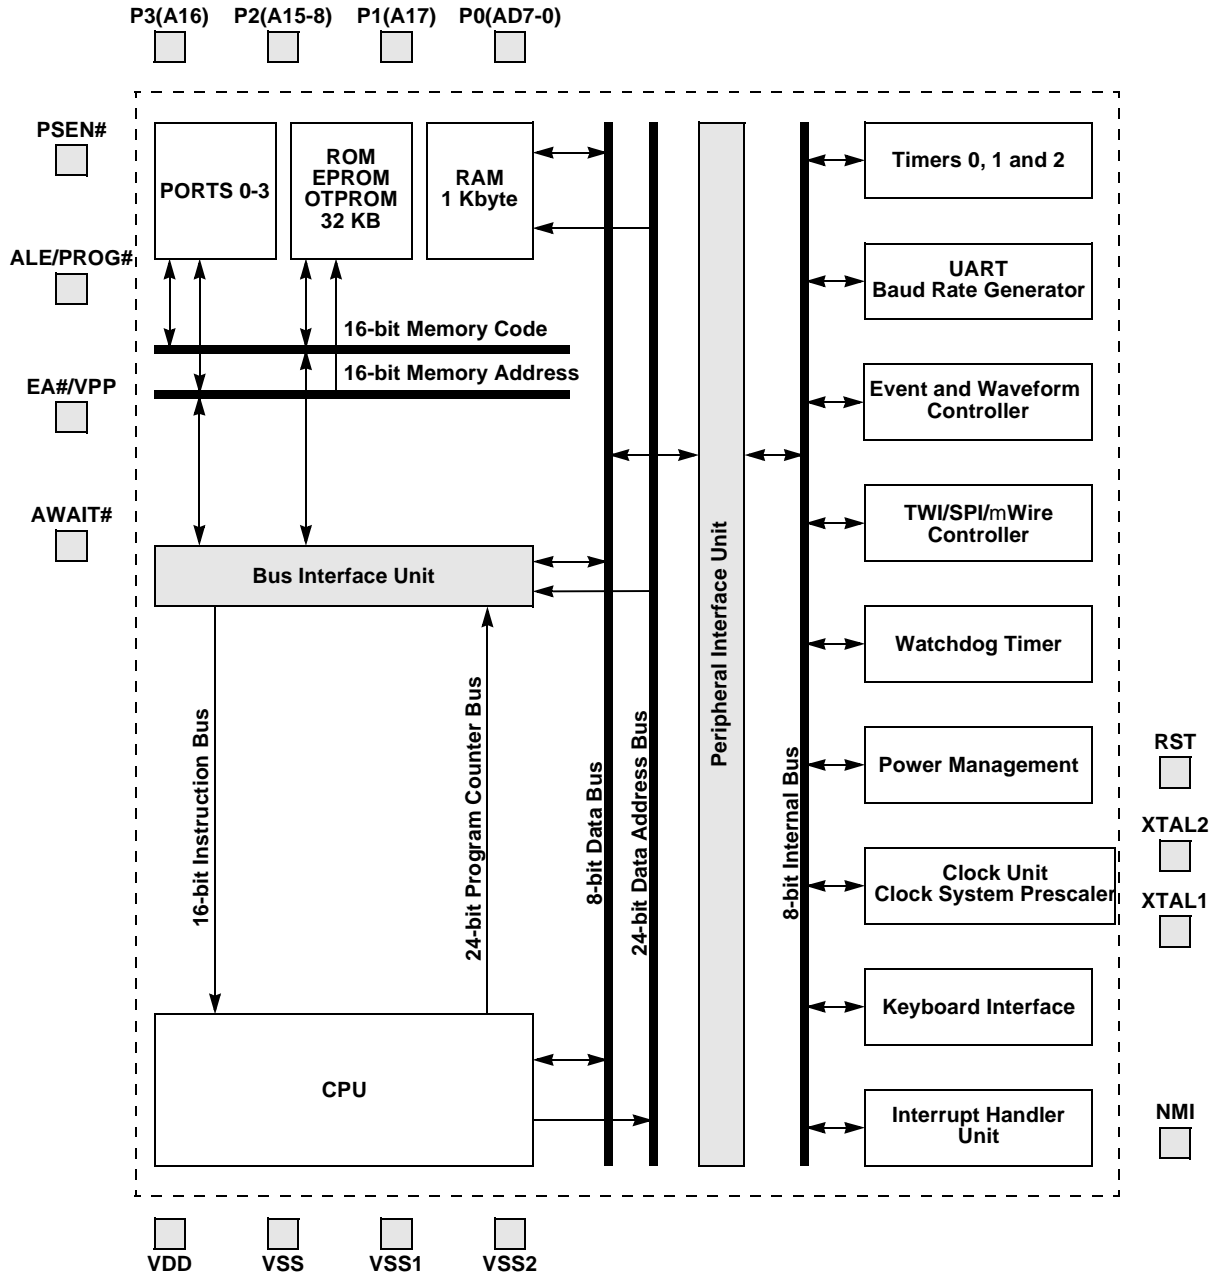 P3(A16) P2(A15-8) P1(A17) P0(AD7-0)
PSEN#
ALE/PROG#
EA#/VPP
AWAIT#
PORTS 0-3
ROM
EPROM
OTPROM
32 KB
RAM
1 Kbyte
16-bit Memory Code
16-bit Memory Address
Bus Interface Unit
16-bit Instruction Bus
24-bit Program Counter Bus
8-bit Data Bus
24-bit Data Address Bus
Peripheral Interface Unit
8-bit Internal Bus
CPU
Timers 0, 1 and 2
UART
Baud Rate Generator
Event and Waveform
Controller
TWI/SPI/mWire
Controller
Watchdog Timer
Power Management
Clock Unit
Clock System Prescaler
Keyboard Interface
Interrupt Handler
Unit
RST
XTAL2
XTAL1
NMI
VDD VSS VSS1 VSS2